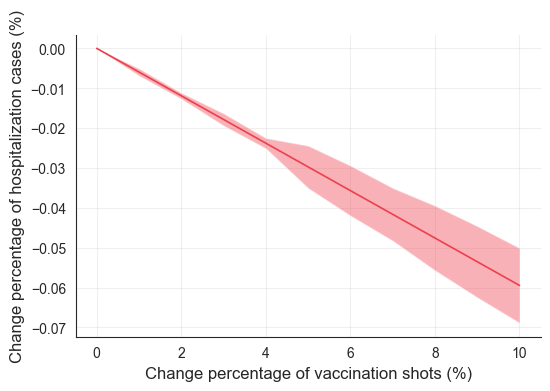 Change percentage of hospitalization cases (%)
0.00
−0.01
−0.02
−0.03
−0.04
−0.05
−0.06
−0.07
0 2 4 6 8 10
Change percentage of vaccination shots (%)